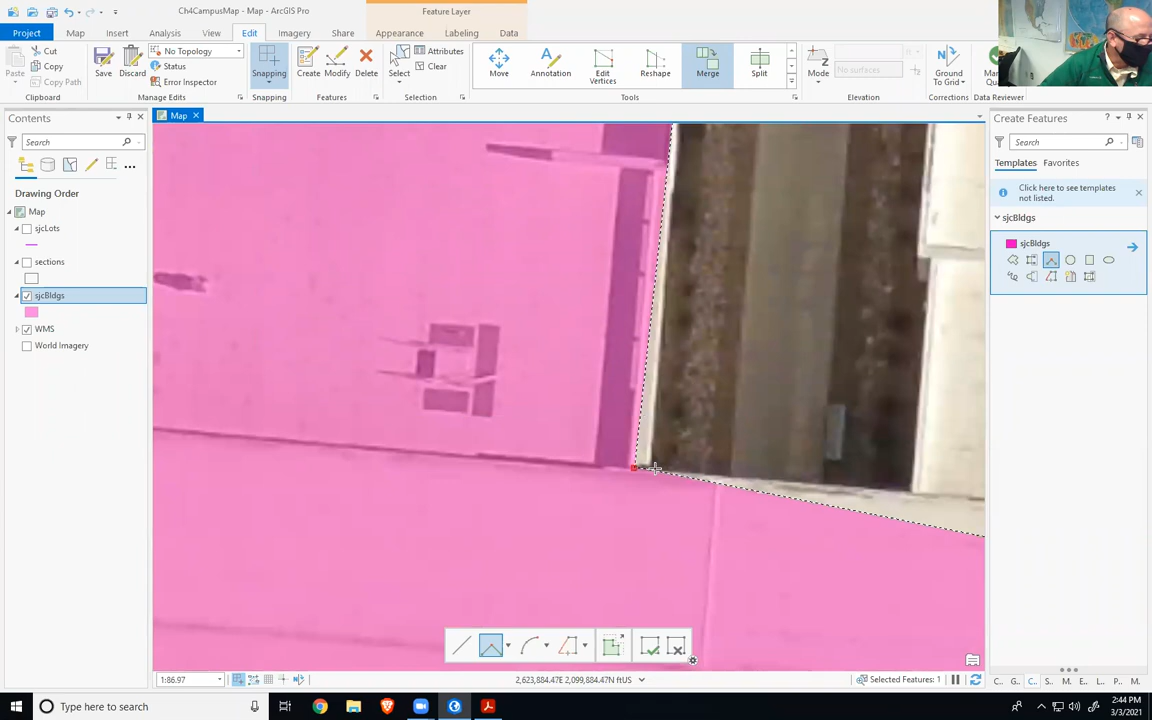 Ch4CampusMap - Map - ArcGIS Pro
Feature Layer
Project Map Insert Analysis View Edit Imagery Share Appearance Labeling Data
Paste
Cut
Copy
Copy Path
Clipboard
Save
Discard
No Topology
Status
Error Inspector
Manage Edits
Snapping
Snapping
Create
Modify
Delete
Features
Select
Attributes
Clear
Selection
Move
Annotation
Edit
Vertices
Reshape
Merge
Split
Tools
Mode
No surfaces
Elevation
Ground
To Grid
Corrections
Data Reviewer
Contents
Search
Drawing Order
Map
sjcLots
sections
sjcBldgs
WMS
World Imagery
Map
Create Features
Search
Templates Favorites
Click here to see templates
not listed.
sjcBldgs
sjcBldgs
1:86.97
2,623,884.47E 2,099,884.47N ftUS
Selected Features: 1
C... G... C... S... M... E... L... P... M...
Type here to search
2:44 PM
3/3/2021